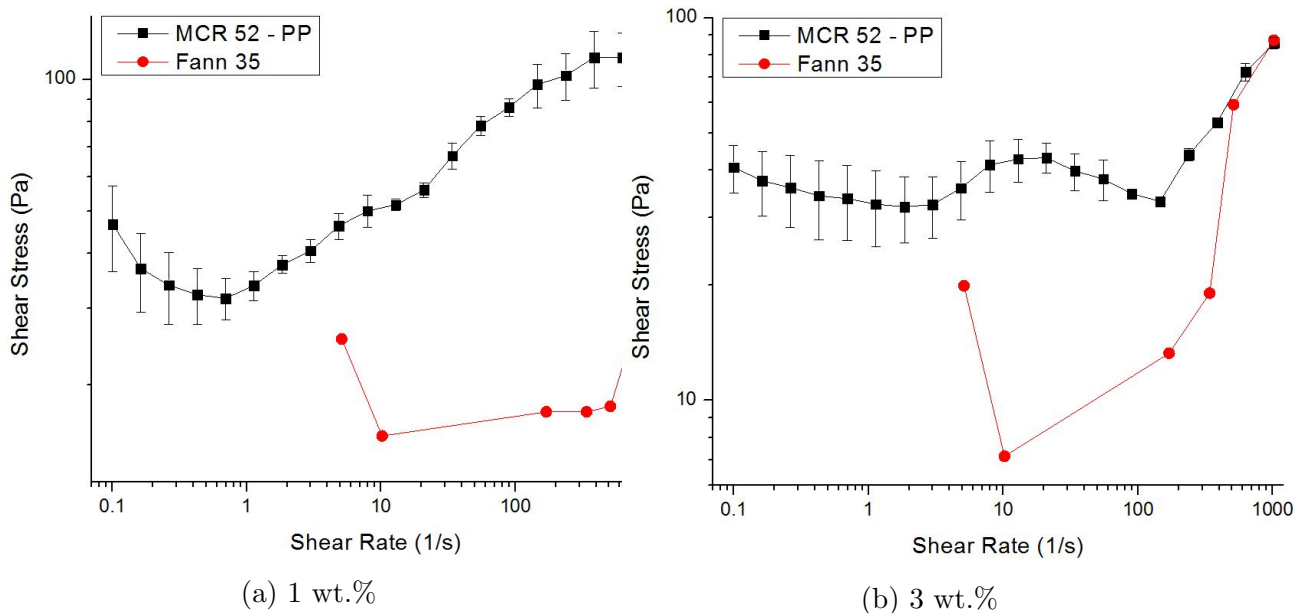 MCR 52 - PP
Fann 35
100
Shear Stress (Pa)
0.1
1
10
100
Shear Rate (1/s)
(a) 1 wt.%
MCR 52 - PP
Fann 35
100
10
Shear Stress (Pa)
0.1
1
10
100
1000
Shear Rate (1/s)
(b) 3 wt.%